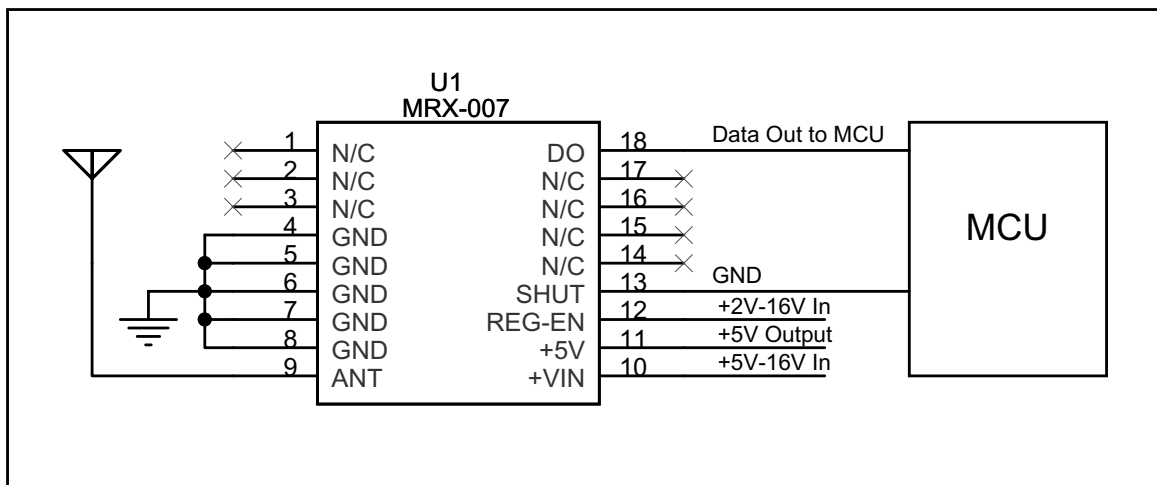 U1
MRX-007
1 N/C DO 18 Data Out to MCU
2 N/C N/C 17
3 N/C N/C 16
4 GND N/C 15
5 GND N/C 14
6 GND SHUT 13 GND
7 GND REG-EN 12 +2V-16V In
8 GND +5V 11 +5V Output
9 ANT +VIN 10 +5V-16V In
MCU